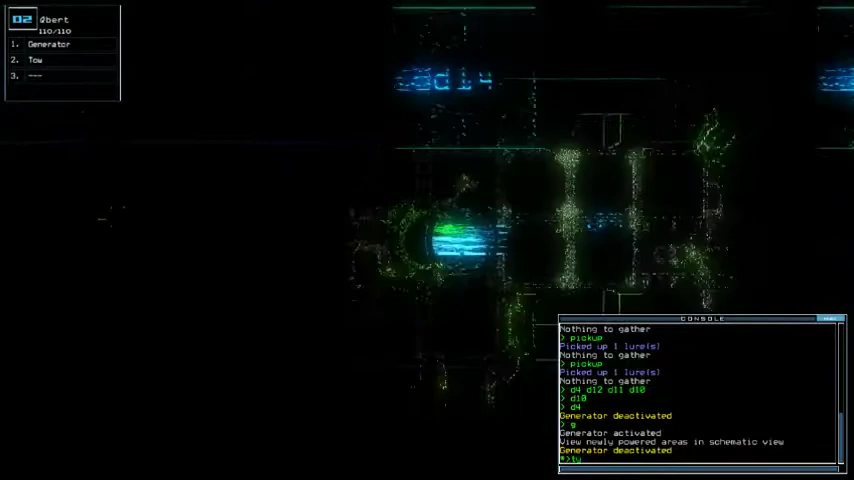 D2 Qbert
110/110
1. Generator
2. Tow
3. ---
d14
CONSOLE
Nothing to gather
> pickup
Picked up 1 lure(s)
Nothing to gather
> pickup
Picked up 1 lure(s)
Nothing to gather
> d4 d12 d11 d10
> d10
> d4
Generator deactivated
> g
Generator activated
View newly powered areas in schematic view
Generator deactivated